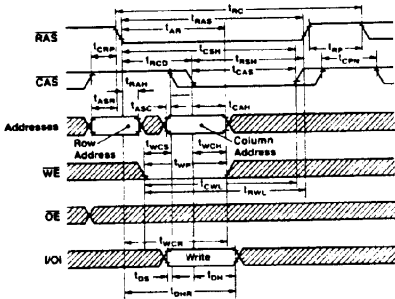 tRC
tRAS
tAR
RAS
tCSH
tCRP
tRCD
tRSH
tRP
tCAS
tCPN
CAS
tRAH
tASR
tASC
tCAH
Addresses
Row Address
Column Address
tWCS
tWCH
tWP
WE
tCWL
tRWL
OE
tWCR
I/OI
Write
tDS
tDH
tDHR